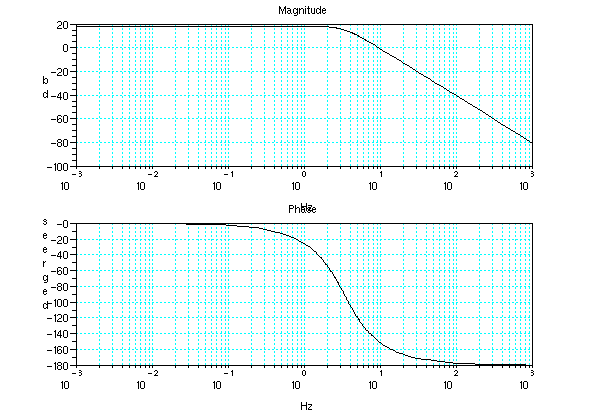 Magnitude
20
0
−20
−40
−60
−80
−100
db
10 −3 10 −2 10 −1 10 0 10 1 10 2 10 3
Hz
Phase
−0
−20
−40
−60
−80
−100
−120
−140
−160
−180
degrees
10 −3 10 −2 10 −1 10 0 10 1 10 2 10 3
Hz